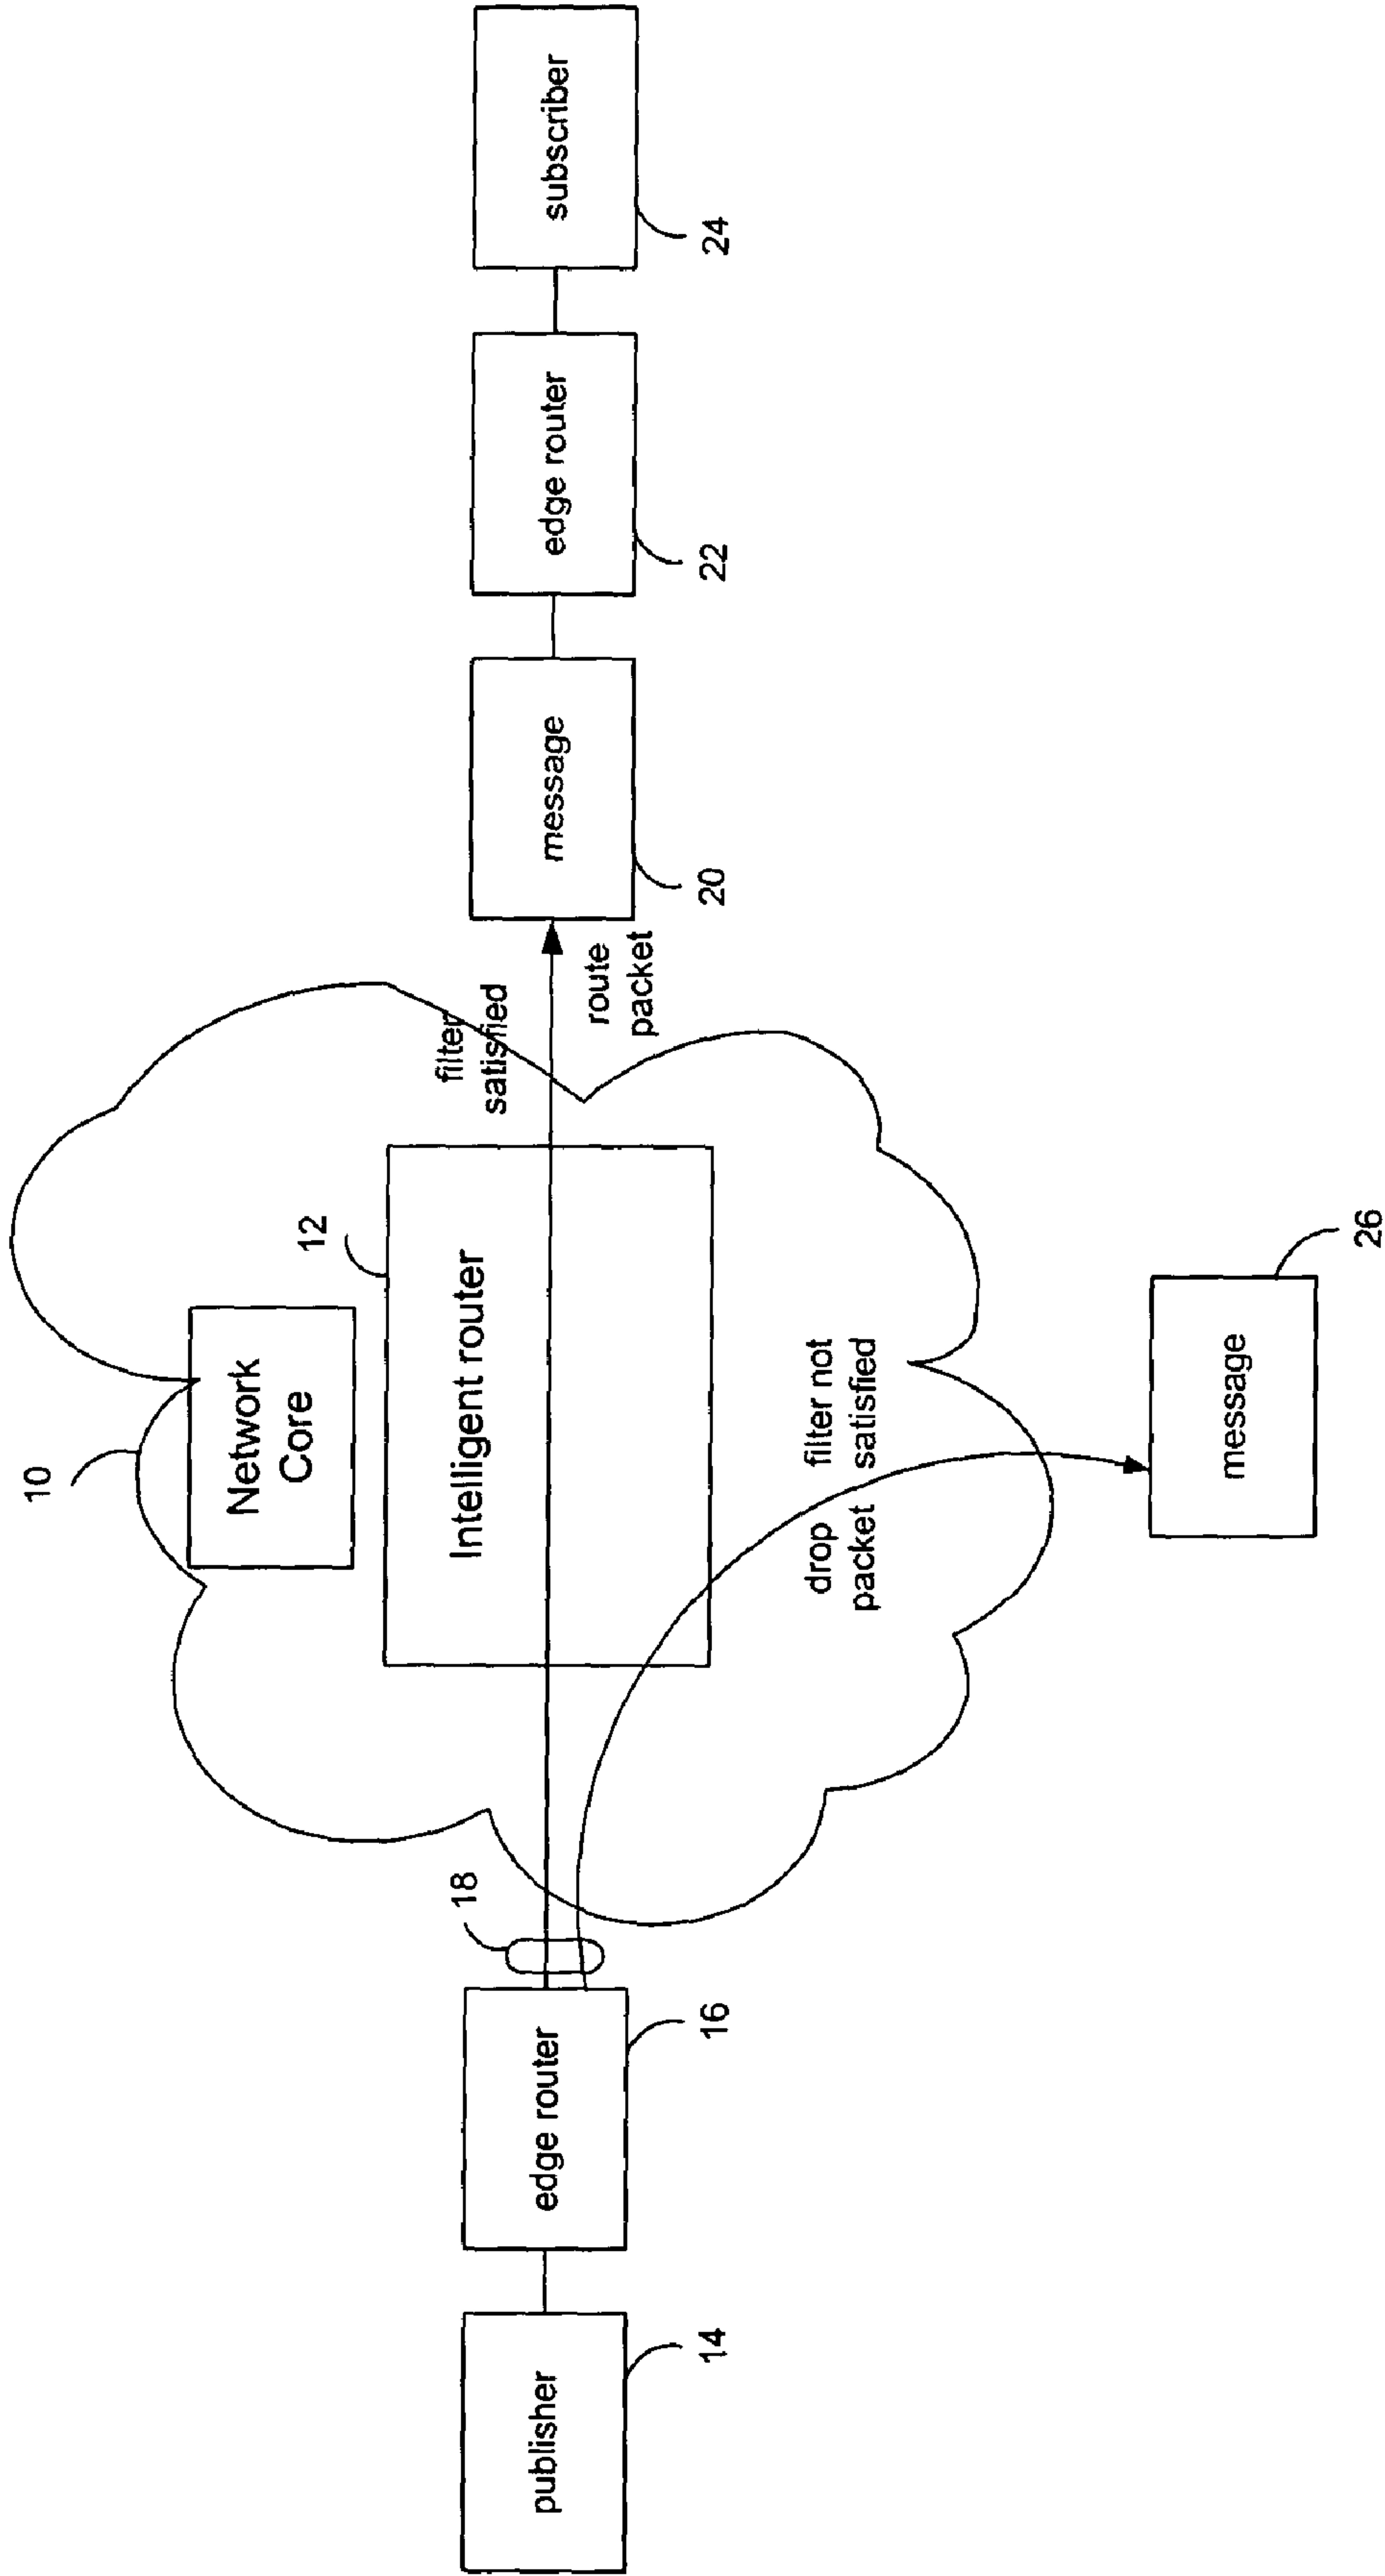 10
Network
Core
12
Intelligent router
filter
satisfied
route
packet
publisher
14
edge router
16
18
message
20
edge router
22
subscriber
24
drop
packet
filter not
satisfied
message
26